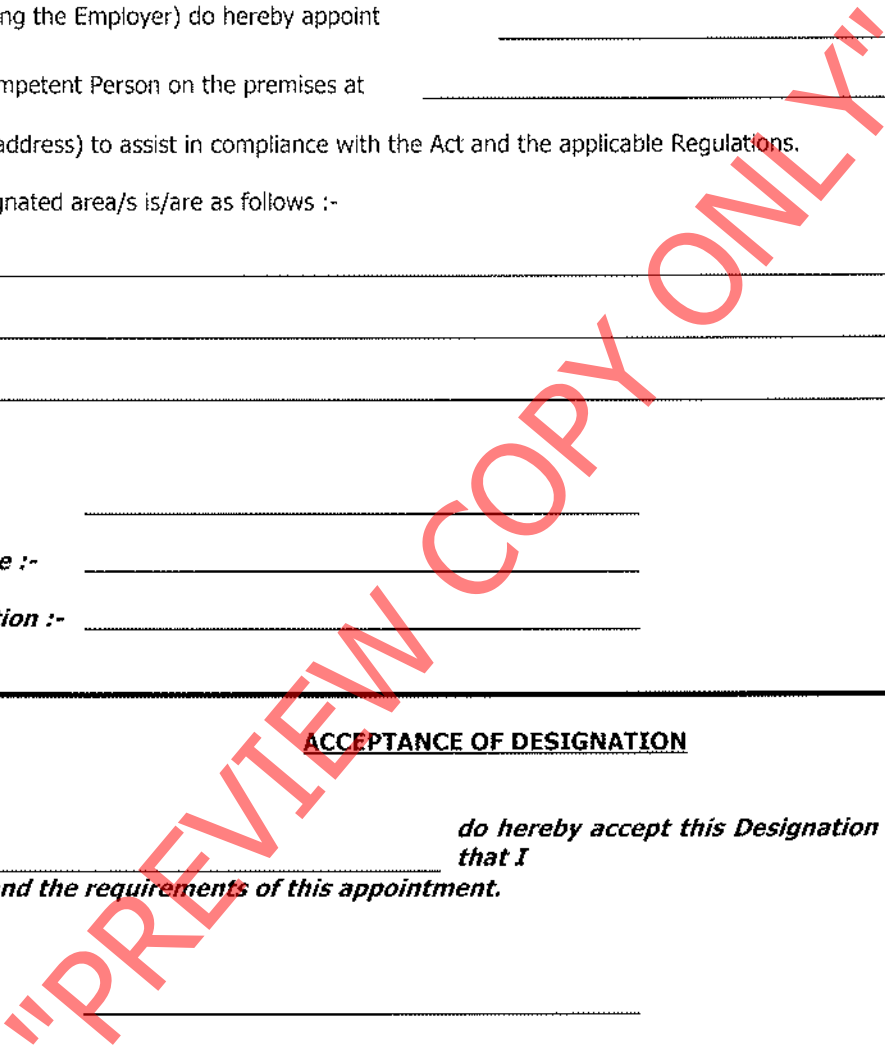 ng the Employer) do hereby appoint
mpetent Person on the premises at
address) to assist in compliance with the Act and the applicable Regulations.
gnated area/s is/are as follows :-
e :-
tion :-
ACCEPTANCE OF DESIGNATION
do hereby accept this Designation
that I
nd the requirements of this appointment.
"PREVIEW COPY ONLY"